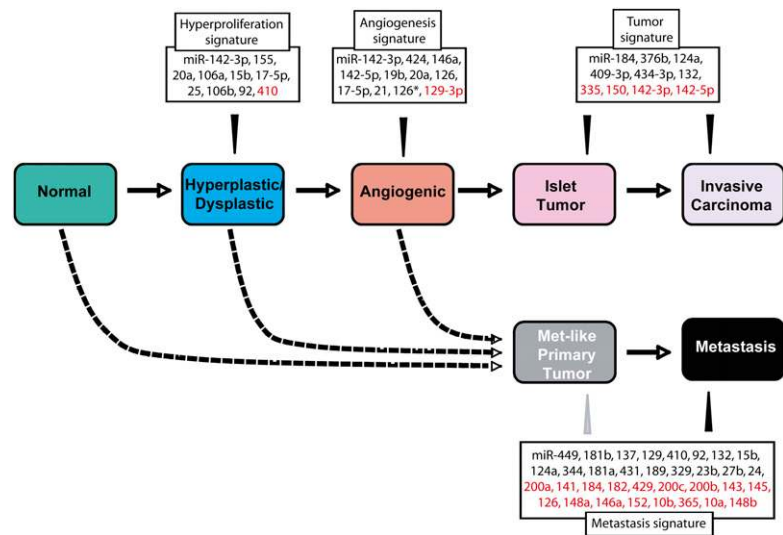 Hyperproliferation
signature
miR-142-3p, 155,
20a, 106a, 15b, 17-5p,
25, 106b, 92, 410
Angiogenesis
signature
miR-142-3p, 424, 146a,
142-5p, 19b, 20a, 126,
17-5p, 21, 126*, 129-3p
Tumor
signature
miR-184, 376b, 124a,
409-3p, 434-3p, 132,
335, 150, 142-3p, 142-5p
Normal
Hyperplastic/
Dysplastic
Angiogenic
Islet
Tumor
Invasive
Carcinoma
Met-like
Primary
Tumor
Metastasis
miR-449, 181b, 137, 129, 410, 92, 132, 15b,
124a, 344, 181a, 431, 189, 329, 23b, 27b, 24,
200a, 141, 184, 182, 429, 200c, 200b, 143, 145,
126, 148a, 146a, 152, 10b, 365, 10a, 148b
Metastasis signature